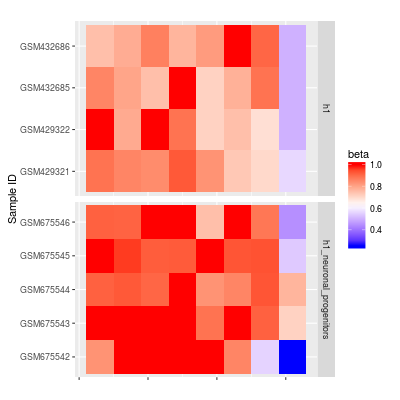 GSM432686
GSM432685
GSM429322
GSM429321
h1
GSM675546
GSM675545
GSM675544
GSM675543
GSM675542
h1_neuronal_progenitors
Sample ID
beta
1.0
0.8
0.6
0.4